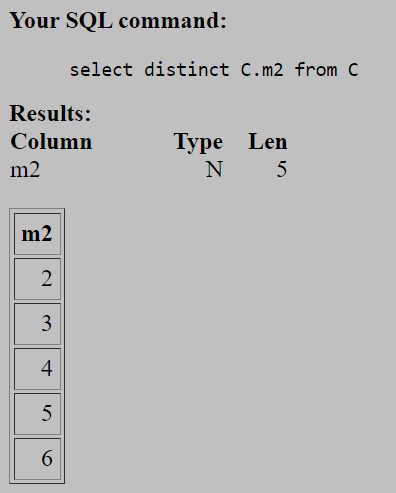 Your SQL command:
select distinct C.m2 from C
Results:
Column Type Len
m2 N 5
m2
2
3
4
5
6